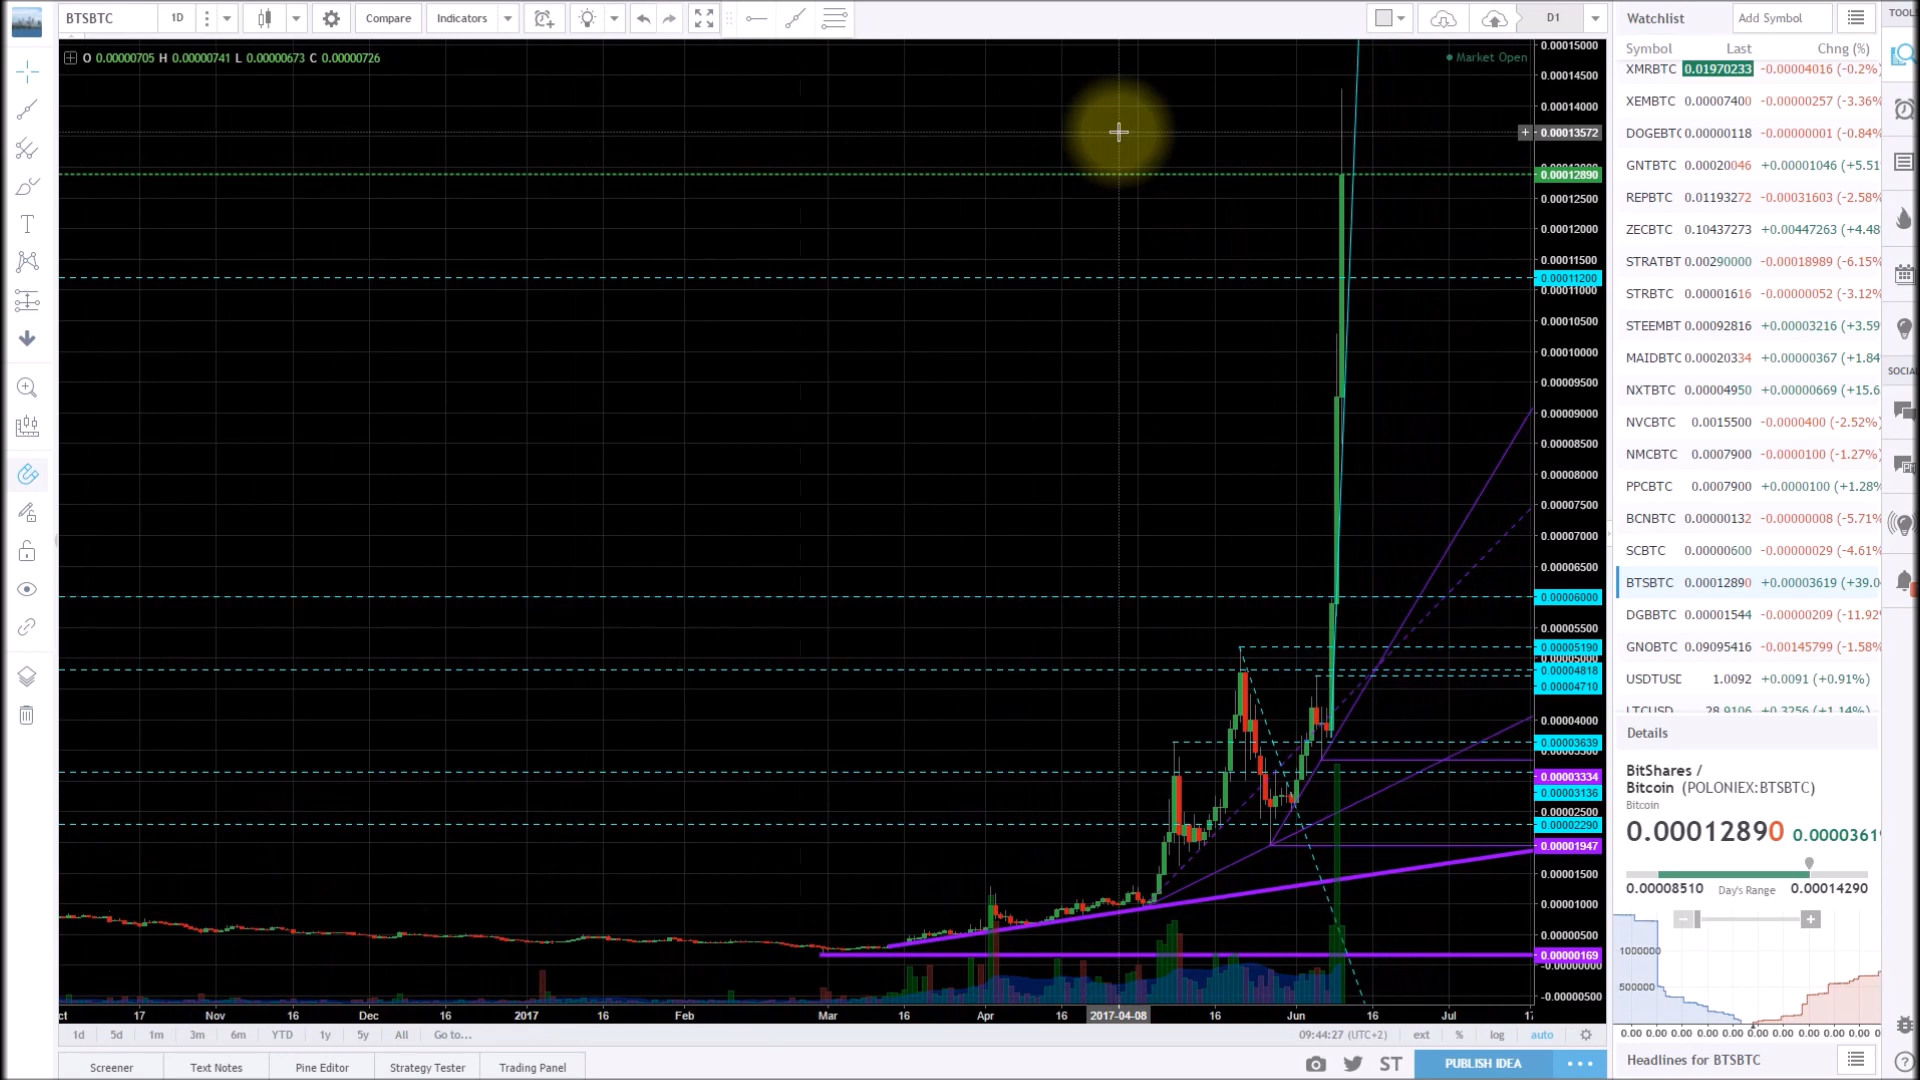 BTSBTC 1D Compare Indicators D1
O 0.00000705 H 0.00000741 L 0.00000673 C 0.00000726
Market Open
0.00015000
0.00014500
0.00014000
0.00013572
0.00012890
0.00012500
0.00012000
0.00011500
0.00011200
0.00011000
0.00010500
0.00010000
0.00009500
0.00009000
0.00008500
0.00008000
0.00007500
0.00007000
0.00006500
0.00006000
0.00005500
0.00005190
0.00004818
0.00004710
0.00004000
0.00003639
0.00003334
0.00003136
0.00002500
0.00002290
0.00001947
0.00001500
0.00001000
0.00000500
0.00000169
-0.00000500
17 Nov 16 Dec 16 2017 16 Feb Mar 16 Apr 16 2017-04-08 16 Jun 16 Jul
1d 5d 1m 3m 6m YTD 1y 5y All Go to... 09:44:27 (UTC+2) ext % log auto
Screener Text Notes Pine Editor Strategy Tester Trading Panel ST PUBLISH IDEA
Watchlist Add Symbol
Symbol Last Chng (%)
XMRBTC 0.01970233 -0.00004016 (-0.2%)
XEMBTC 0.00007400 -0.00000257 (-3.36%
DOGEBTC 0.00000118 -0.00000001 (-0.84%
GNTBTC 0.00020046 +0.00001046 (+5.51
REPBTC 0.01193272 -0.00031603 (-2.58%
ZECBTC 0.10437273 +0.00447263 (+4.48
STRATBT 0.00290000 -0.00018989 (-6.15%
STRBTC 0.00001616 -0.00000052 (-3.12%
STEEMBT 0.00092816 +0.00003216 (+3.59
MAIDBTC 0.00020334 +0.00000367 (+1.84
NXTBTC 0.00004950 +0.00000669 (+15.6
NVCBTC 0.0015500 -0.0000400 (-2.52%)
NMCBTC 0.0007900 -0.0000100 (-1.27%)
PPCBTC 0.0007900 +0.0000100 (+1.28%
BCNBTC 0.00000132 -0.00000008 (-5.71%
SCBTC 0.00000600 -0.00000029 (-4.61%
BTSBTC 0.00012890 +0.00003619 (+39.0
DGBBTC 0.00001544 -0.00000209 (-11.92
GNOBTC 0.09095416 -0.00145799 (-1.58%
USDTUSD 1.0092 +0.0091 (+0.91%)
LTCUSD 28.9106 +0.3256 (+1.14%)
Details
BitShares /
Bitcoin (POLONIEX:BTSBTC)
Bitcoin
0.00012890 0.00003619
0.00008510 Day's Range 0.00014290
1000000
500000
0.00 0.00 0.00 0.00 0.00 0.00 0.00
Headlines for BTSBTC
TOOLS
SOCIAL